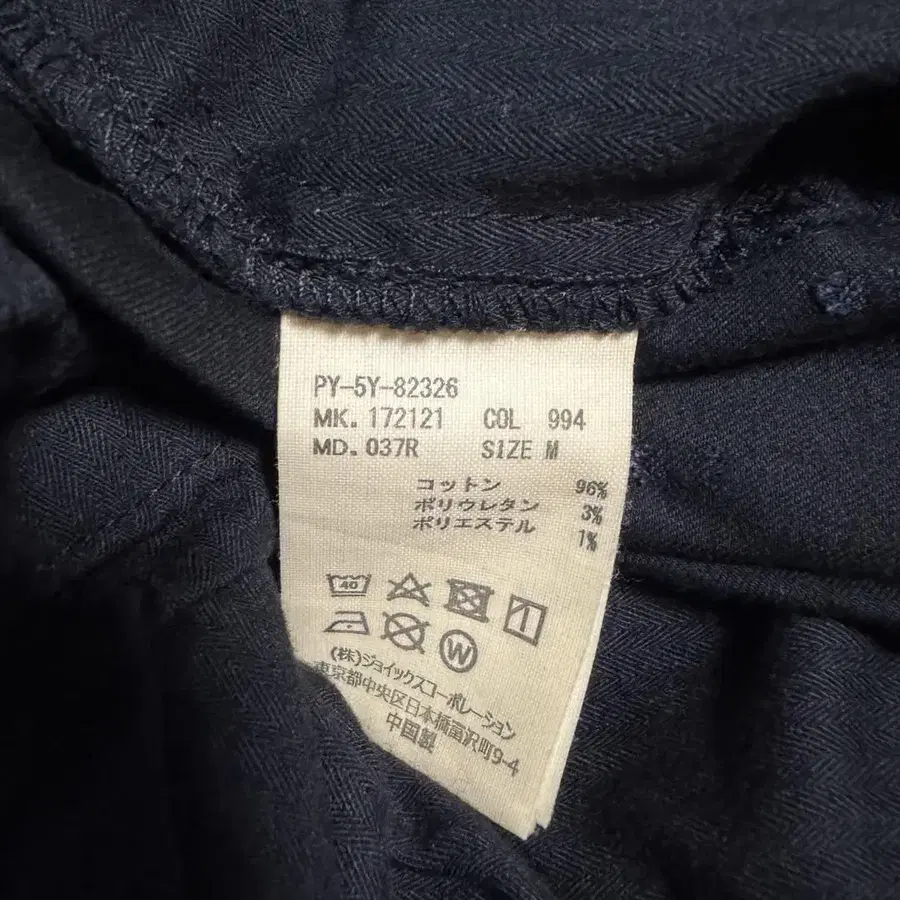 PY-5Y-82326
MK. 172121 COL 994
MD. 037R SIZE M
コットン 96%
ポリウレタン 3%
ポリエステル 1%
40
W
(株)ジョイックスコーポレーション
東京都中央区日本橋富沢町9-4
中国製